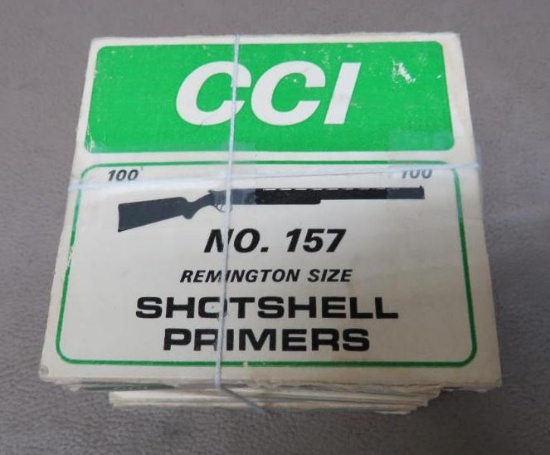 CCI
100 100
NO. 157
REMINGTON SIZE
SHOTSHELL
PRIMERS